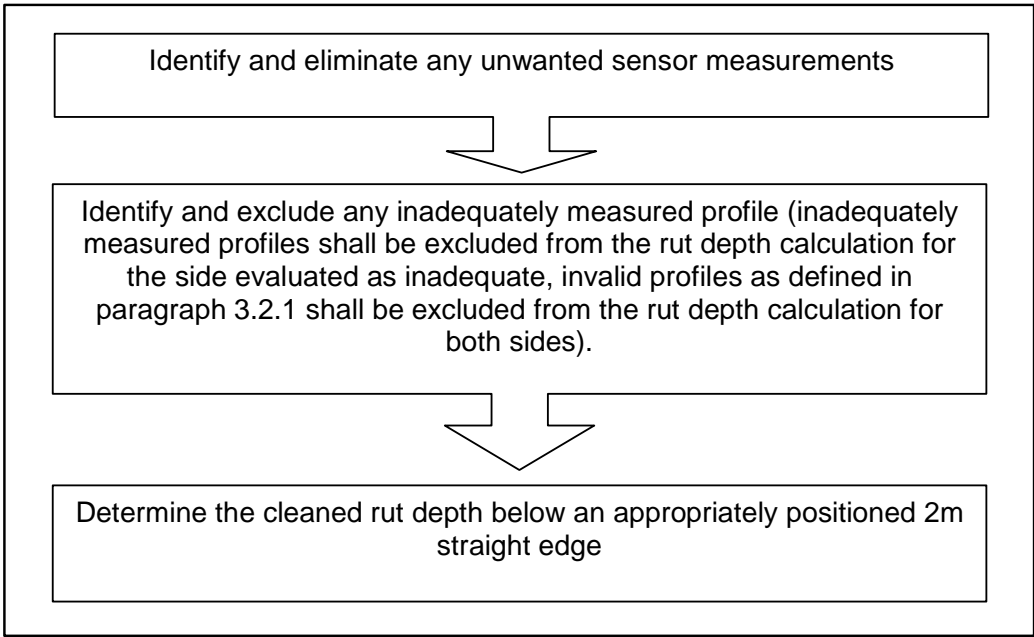 Identify and eliminate any unwanted sensor measurements
Identify and exclude any inadequately measured profile (inadequately
measured profiles shall be excluded from the rut depth calculation for
the side evaluated as inadequate, invalid profiles as defined in
paragraph 3.2.1 shall be excluded from the rut depth calculation for
both sides).
Determine the cleaned rut depth below an appropriately positioned 2m
straight edge